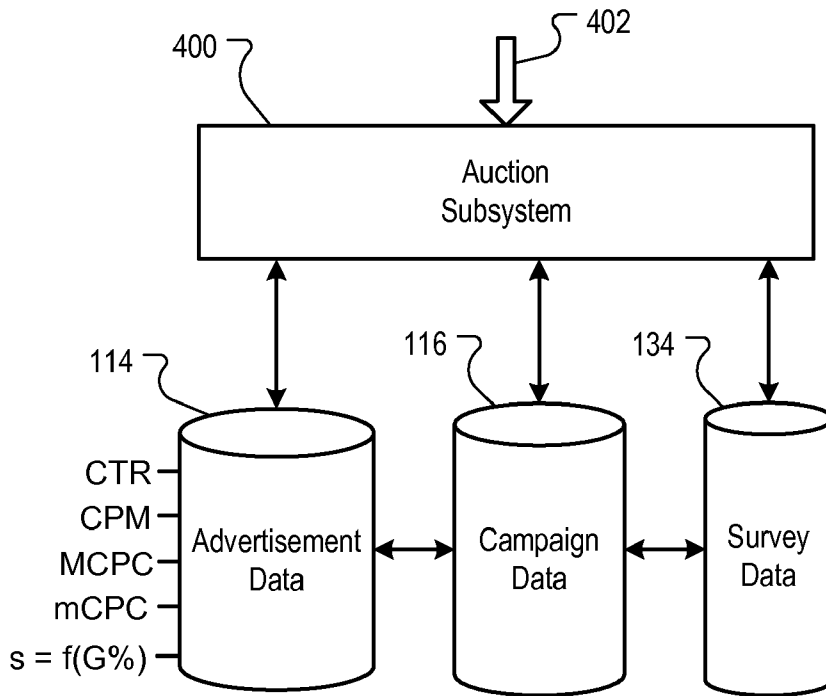 402
400
Auction
Subsystem
114
116
134
CTR
CPM
MCPC
mCPC
s = f(G%)
Advertisement
Data
Campaign
Data
Survey
Data